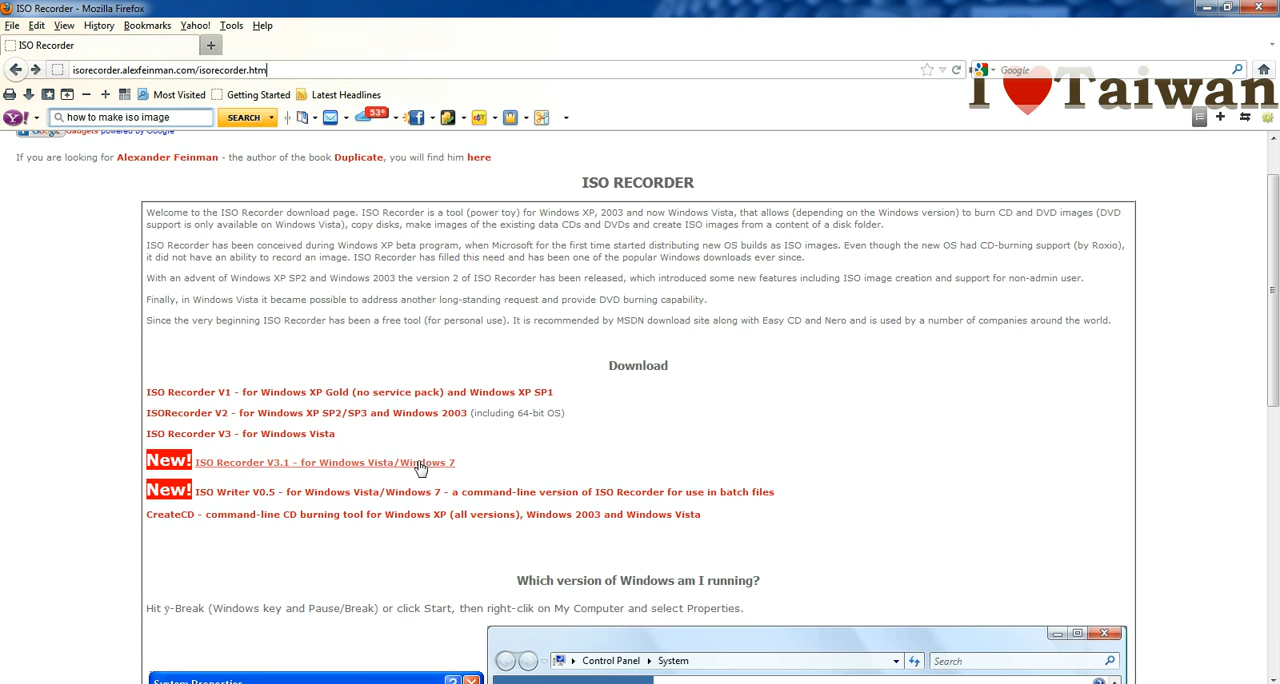 ISO Recorder - Mozilla Firefox
File Edit View History Bookmarks Yahoo! Tools Help
ISO Recorder
isorecorder.alexfeinman.com/isorecorder.htm
Google
Most Visited Getting Started Latest Headlines
I Taiwan
Y! how to make iso image SEARCH 53°
Google Gadgets powered by Google
If you are looking for Alexander Feinman - the author of the book Duplicate, you will find him here
ISO RECORDER
Welcome to the ISO Recorder download page. ISO Recorder is a tool (power toy) for Windows XP, 2003 and now Windows Vista, that allows (depending on the Windows version) to burn CD and DVD images (DVD
support is only available on Windows Vista), copy disks, make images of the existing data CDs and DVDs and create ISO images from a content of a disk folder.
ISO Recorder has been conceived during Windows XP beta program, when Microsoft for the first time started distributing new OS builds as ISO images. Even though the new OS had CD-burning support (by Roxio),
it did not have an ability to record an image. ISO Recorder has filled this need and has been one of the popular Windows downloads ever since.
With an advent of Windows XP SP2 and Windows 2003 the version 2 of ISO Recorder has been released, which introduced some new features including ISO image creation and support for non-admin user.
Finally, in Windows Vista it became possible to address another long-standing request and provide DVD burning capability.
Since the very beginning ISO Recorder has been a free tool (for personal use). It is recommended by MSDN download site along with Easy CD and Nero and is used by a number of companies around the world.
Download
ISO Recorder V1 - for Windows XP Gold (no service pack) and Windows XP SP1
ISORecorder V2 - for Windows XP SP2/SP3 and Windows 2003 (including 64-bit OS)
ISO Recorder V3 - for Windows Vista
New! ISO Recorder V3.1 - for Windows Vista/Windows 7
New! ISO Writer V0.5 - for Windows Vista/Windows 7 - a command-line version of ISO Recorder for use in batch files
CreateCD - command-line CD burning tool for Windows XP (all versions), Windows 2003 and Windows Vista
Which version of Windows am I running?
Hit ÿ-Break (Windows key and Pause/Break) or click Start, then right-clik on My Computer and select Properties.
Control Panel System Search
System Properties